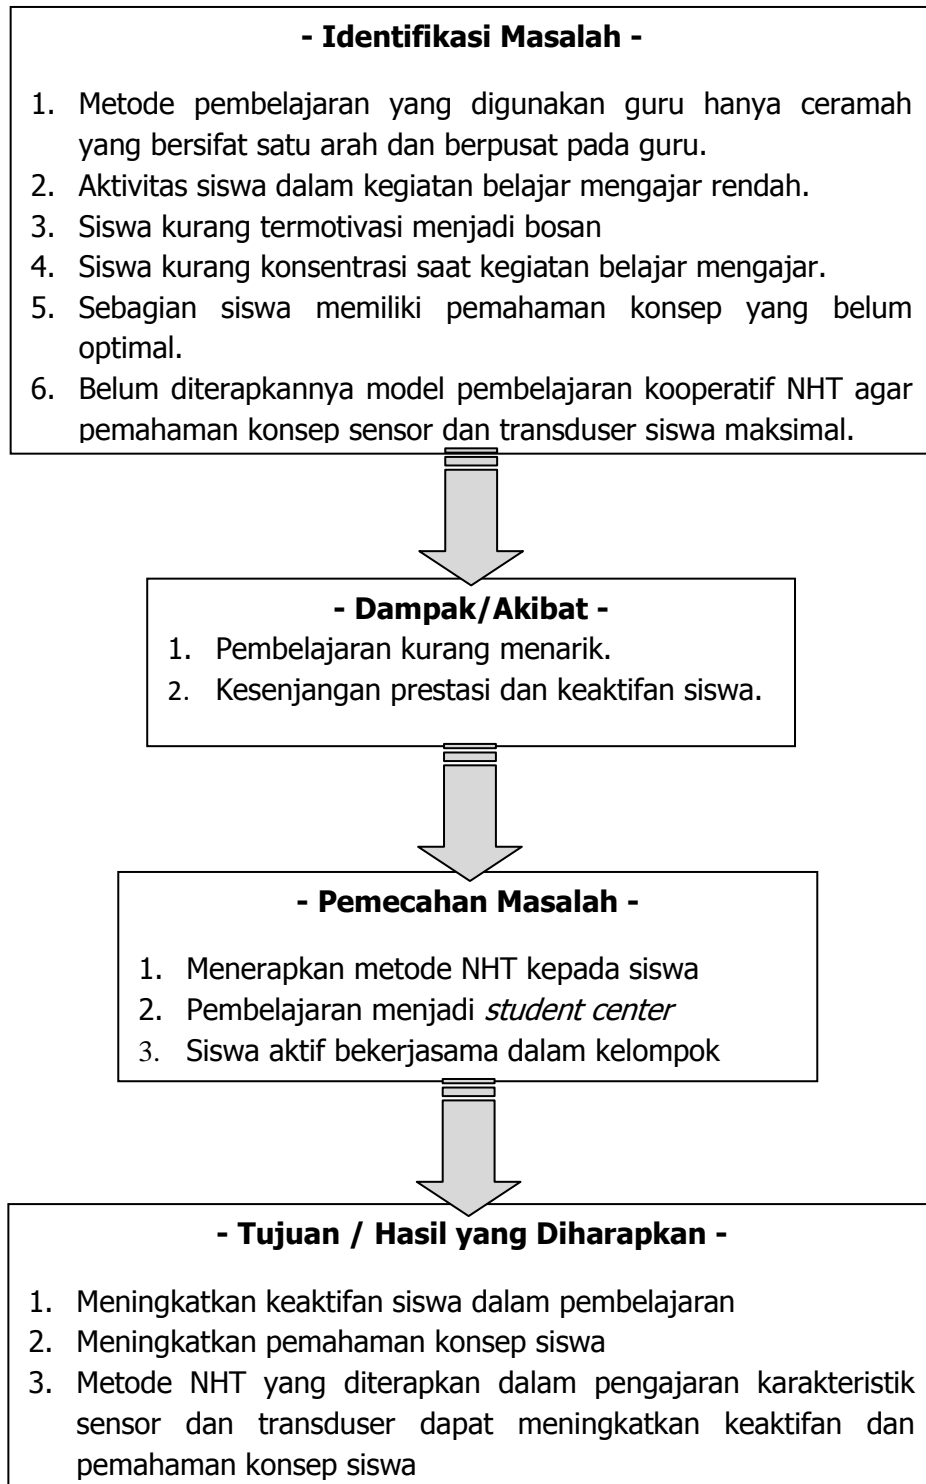 - Identifikasi Masalah -
1. Metode pembelajaran yang digunakan guru hanya ceramah
yang bersifat satu arah dan berpusat pada guru.
2. Aktivitas siswa dalam kegiatan belajar mengajar rendah.
3. Siswa kurang termotivasi menjadi bosan
4. Siswa kurang konsentrasi saat kegiatan belajar mengajar.
5. Sebagian siswa memiliki pemahaman konsep yang belum
optimal.
6. Belum diterapkannya model pembelajaran kooperatif NHT agar
pemahaman konsep sensor dan transduser siswa maksimal.
- Dampak/Akibat -
1. Pembelajaran kurang menarik.
2. Kesenjangan prestasi dan keaktifan siswa.
- Pemecahan Masalah -
1. Menerapkan metode NHT kepada siswa
2. Pembelajaran menjadi student center
3. Siswa aktif bekerjasama dalam kelompok
- Tujuan / Hasil yang Diharapkan -
1. Meningkatkan keaktifan siswa dalam pembelajaran
2. Meningkatkan pemahaman konsep siswa
3. Metode NHT yang diterapkan dalam pengajaran karakteristik
sensor dan transduser dapat meningkatkan keaktifan dan
pemahaman konsep siswa